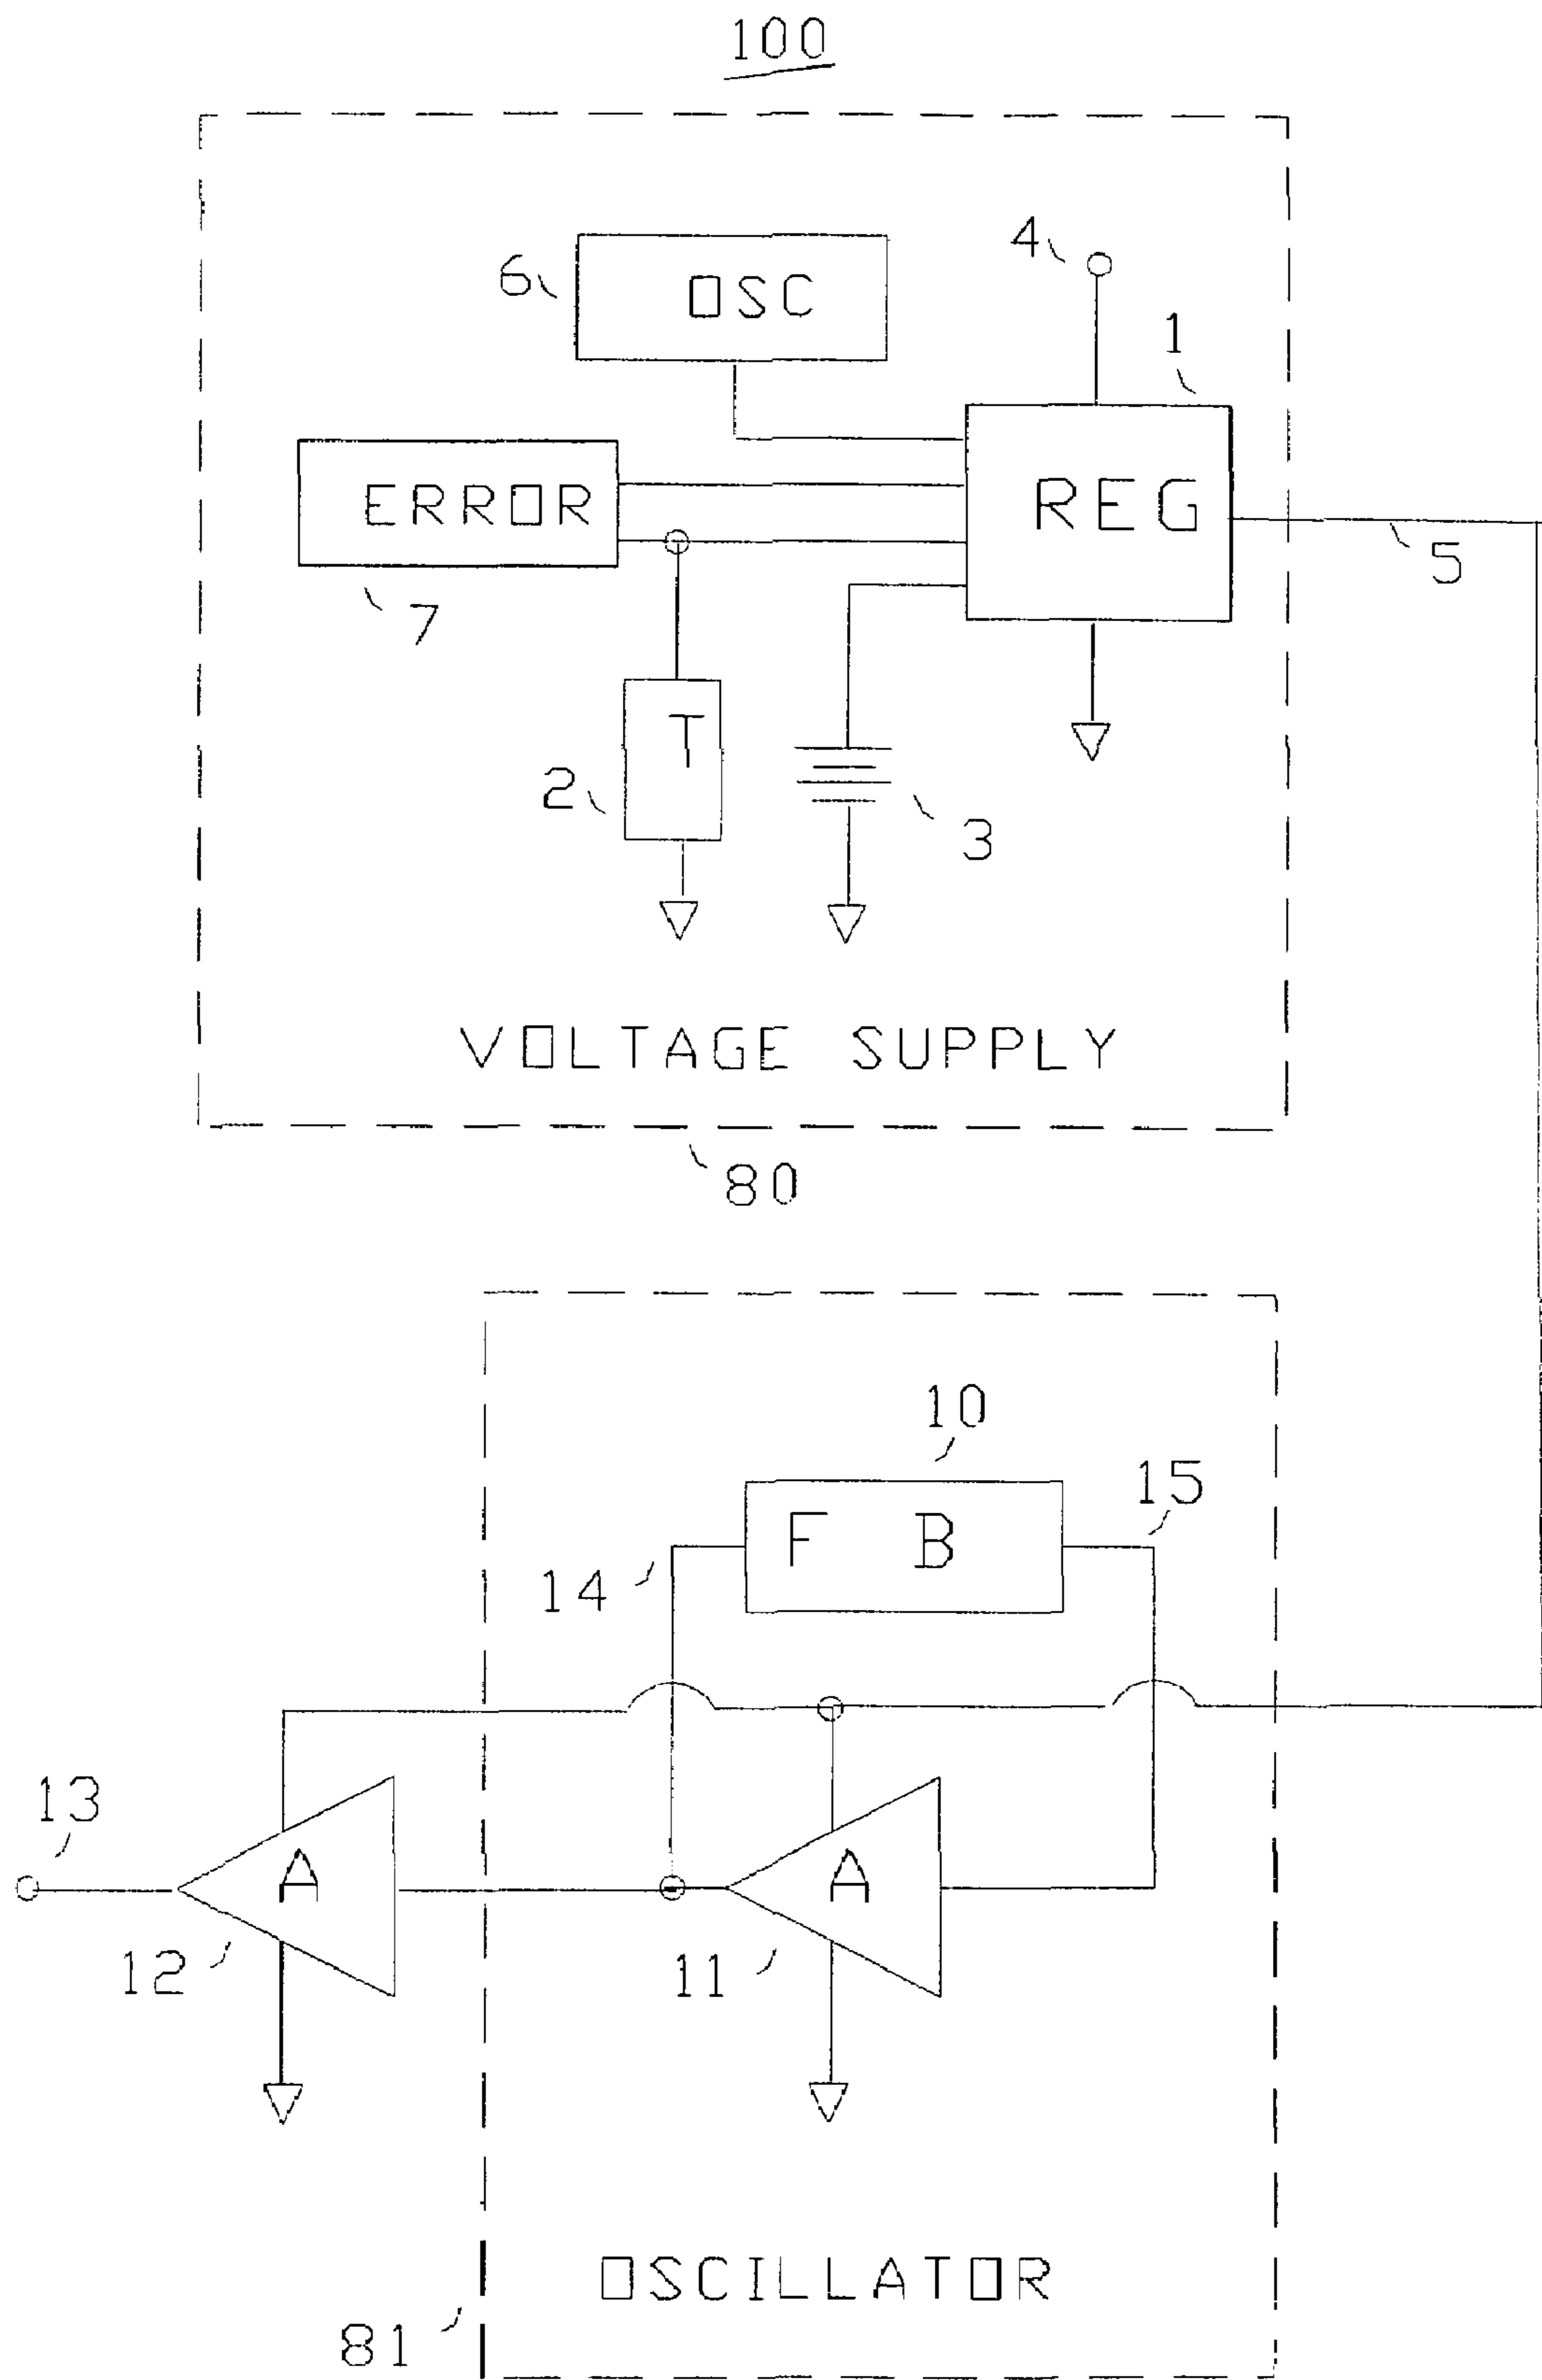 100
4
6
OSC
1
ERROR
REG
5
7
T
2
3
VOLTAGE SUPPLY
80
10
15
F B
14
13
A
A
12
11
OSCILLATOR
81